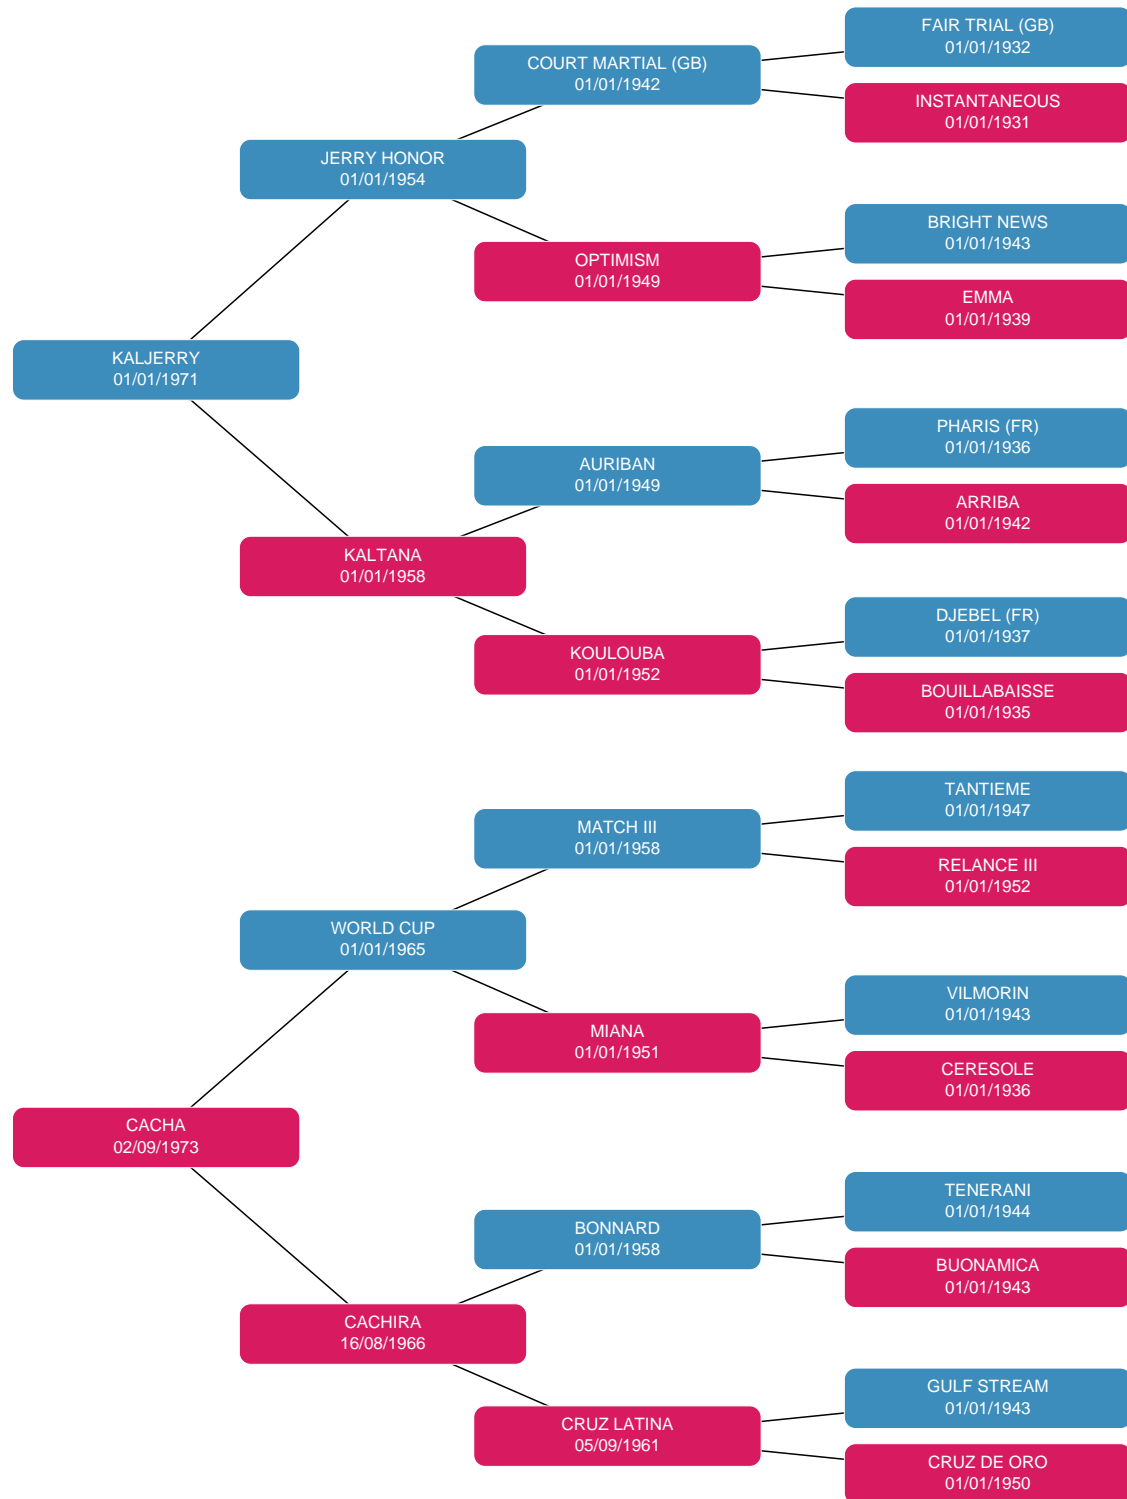 FAIR TRIAL (GB)
01/01/1932
COURT MARTIAL (GB)
01/01/1942
INSTANTANEOUS
01/01/1931
JERRY HONOR
01/01/1954
BRIGHT NEWS
01/01/1943
OPTIMISM
01/01/1949
EMMA
01/01/1939
KALJERRY
01/01/1971
PHARIS (FR)
01/01/1936
AURIBAN
01/01/1949
ARRIBA
01/01/1942
KALTANA
01/01/1958
DJEBEL (FR)
01/01/1937
KOULOUBA
01/01/1952
BOUILLABAISSE
01/01/1935
TANTIEME
01/01/1947
MATCH III
01/01/1958
RELANCE III
01/01/1952
WORLD CUP
01/01/1965
VILMORIN
01/01/1943
MIANA
01/01/1951
CERESOLE
01/01/1936
CACHA
02/09/1973
TENERANI
01/01/1944
BONNARD
01/01/1958
BUONAMICA
01/01/1943
CACHIRA
16/08/1966
GULF STREAM
01/01/1943
CRUZ LATINA
05/09/1961
CRUZ DE ORO
01/01/1950